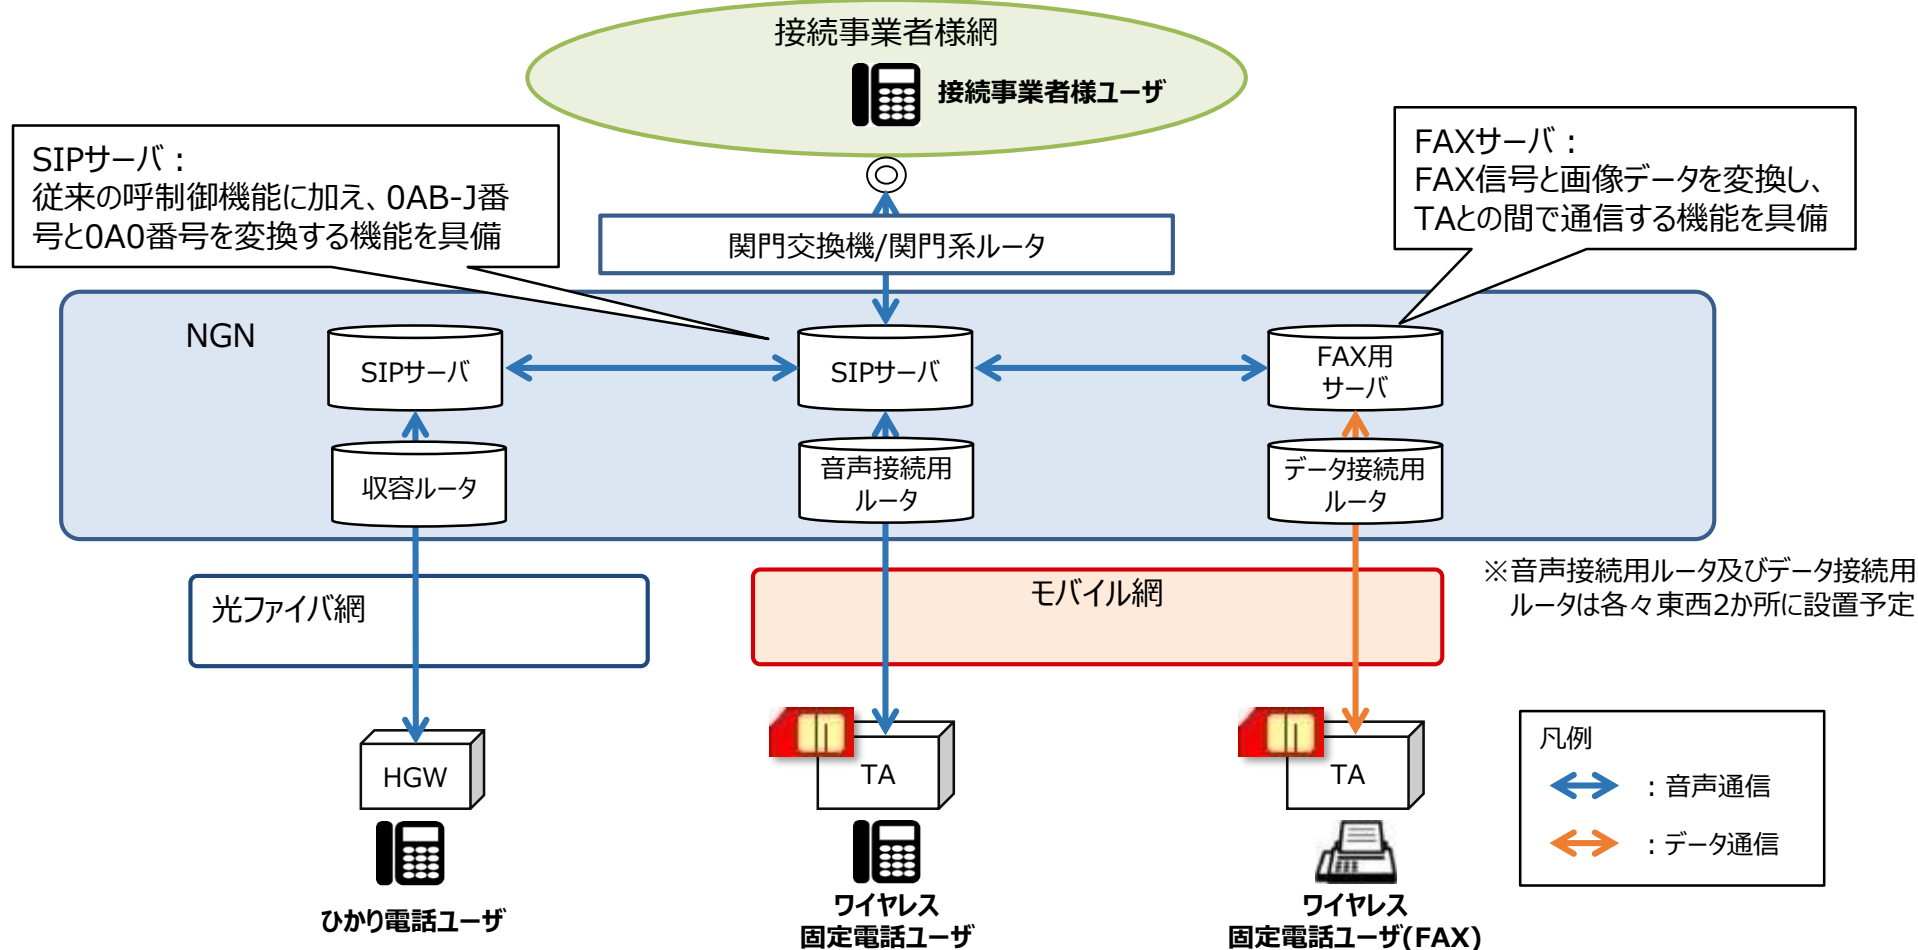 接続事業者様網
接続事業者様ユーザ
SIPサーバ：
従来の呼制御機能に加え、0AB-J番
号と0A0番号を変換する機能を具備
FAXサーバ：
FAX信号と画像データを変換し、
TAとの間で通信する機能を具備
関門交換機/関門系ルータ
NGN
SIPサーバ
SIPサーバ
FAX用
サーバ
収容ルータ
音声接続用
ルータ
データ接続用
ルータ
光ファイバ網
モバイル網
※音声接続用ルータ及びデータ接続用
ルータは各々東西2か所に設置予定
HGW
TA
TA
ひかり電話ユーザ
ワイヤレス
固定電話ユーザ
ワイヤレス
固定電話ユーザ(FAX)
凡例
：音声通信
：データ通信